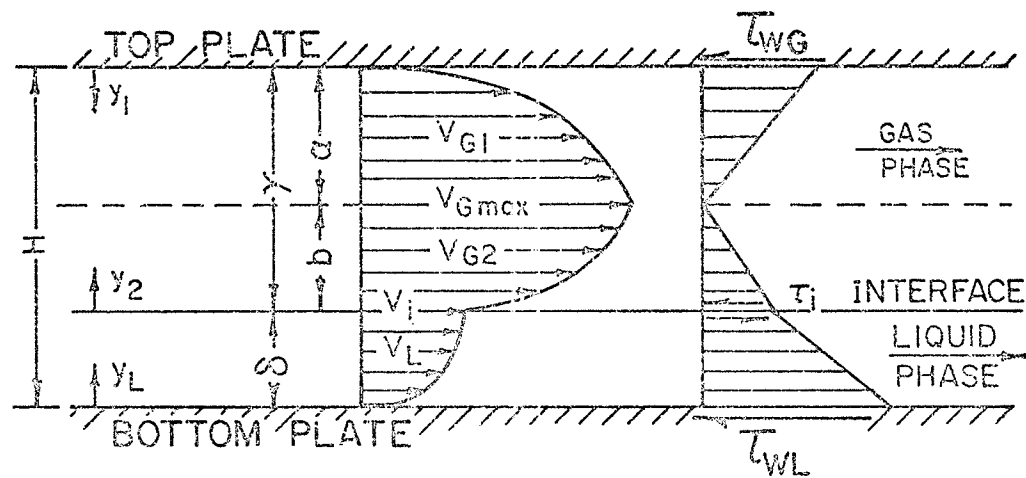 TOP PLATE
τWG
y1
a
VG1
GAS
PHASE
γ
H
VGmax
b
VG2
y2
Vi
τi
INTERFACE
δ
VL
LIQUID
PHASE
yL
BOTTOM PLATE
τWL